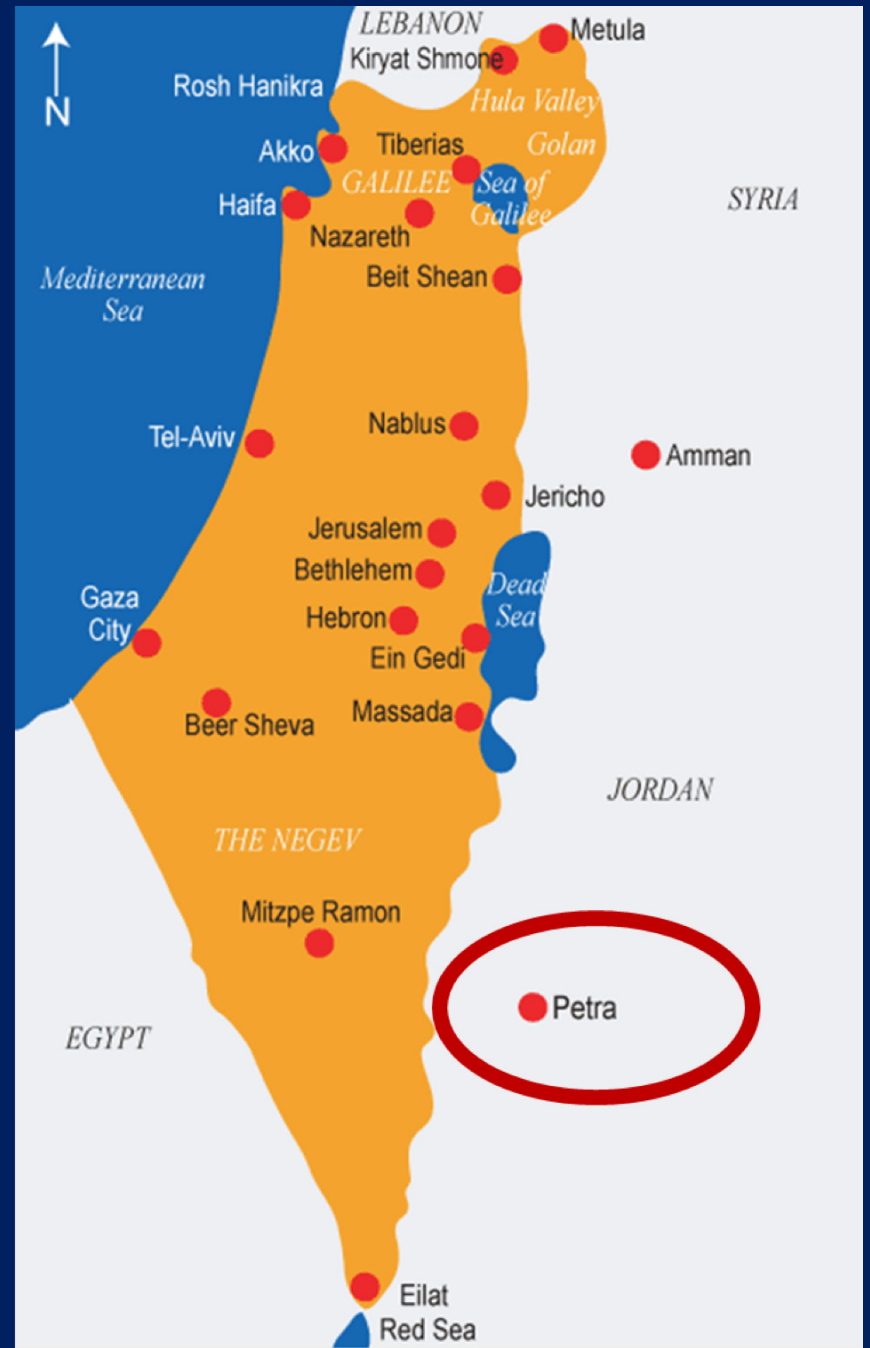 LEBANON
Metula
Kiryat Shmone
N
Rosh Hanikra
Hula Valley
Akko
Tiberias
Golan
GALILEE
Sea of
Galilee
SYRIA
Haifa
Nazareth
Mediterranean
Sea
Beit Shean
Nablus
Tel-Aviv
Amman
Jericho
Jerusalem
Bethlehem
Dead
Sea
Gaza
City
Hebron
Ein Gedi
Massada
Beer Sheva
JORDAN
THE NEGEV
Mitzpe Ramon
Petra
EGYPT
Eilat
Red Sea